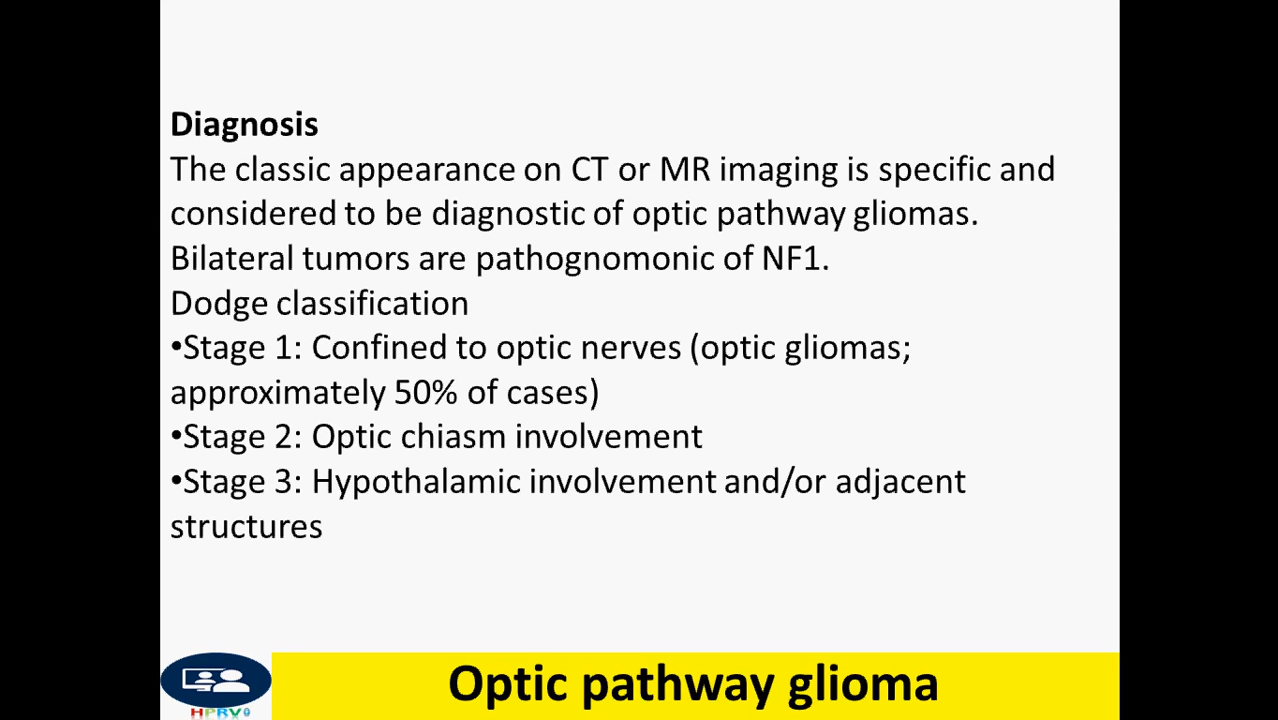 Diagnosis
The classic appearance on CT or MR imaging is specific and
considered to be diagnostic of optic pathway gliomas.
Bilateral tumors are pathognomonic of NF1.
Dodge classification
•Stage 1: Confined to optic nerves (optic gliomas;
approximately 50% of cases)
•Stage 2: Optic chiasm involvement
•Stage 3: Hypothalamic involvement and/or adjacent
structures
Optic pathway glioma
HPRV